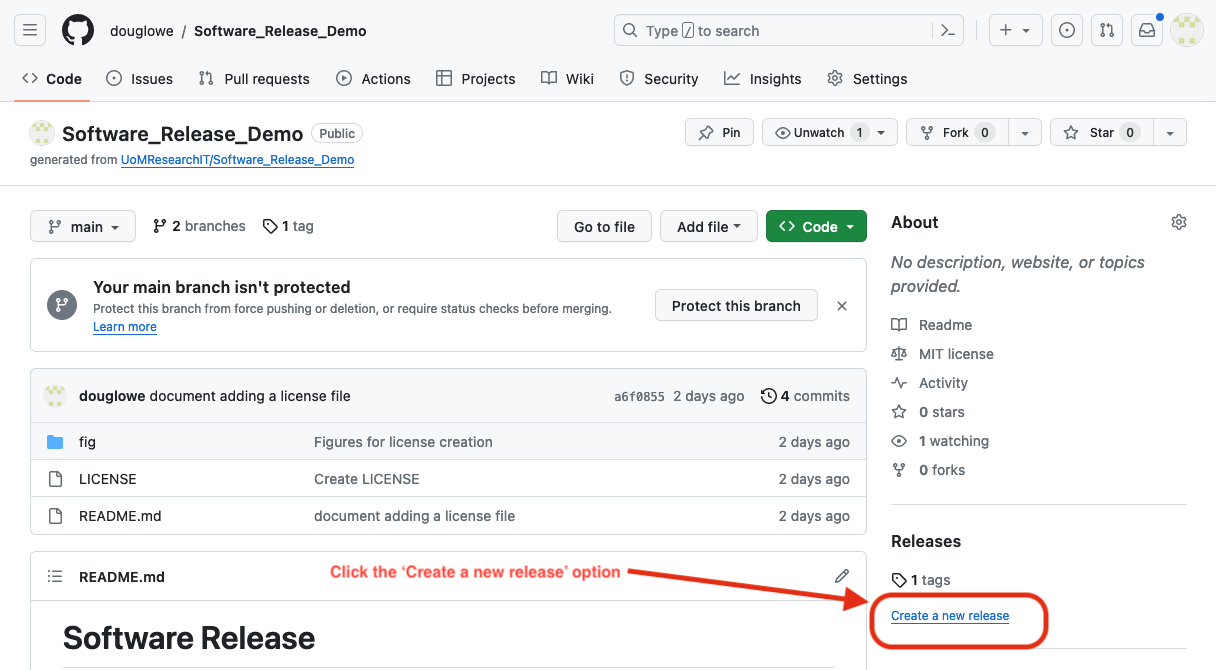 douglowe / Software_Release_Demo
Type / to search
Code Issues Pull requests Actions Projects Wiki Security Insights Settings
Software_Release_Demo Public
Pin Unwatch 1 Fork 0 Star 0
generated from UoMResearchIT/Software_Release_Demo
main 2 branches 1 tag Go to file Add file Code
Your main branch isn't protected
Protect this branch from force pushing or deletion, or require status checks before merging.
Learn more
Protect this branch
douglowe document adding a license file a6f0855 2 days ago 4 commits
fig Figures for license creation 2 days ago
LICENSE Create LICENSE 2 days ago
README.md document adding a license file 2 days ago
README.md
Click the ‘Create a new release’ option
Software Release
About
No description, website, or topics
provided.
Readme
MIT license
Activity
0 stars
1 watching
0 forks
Releases
1 tags
Create a new release